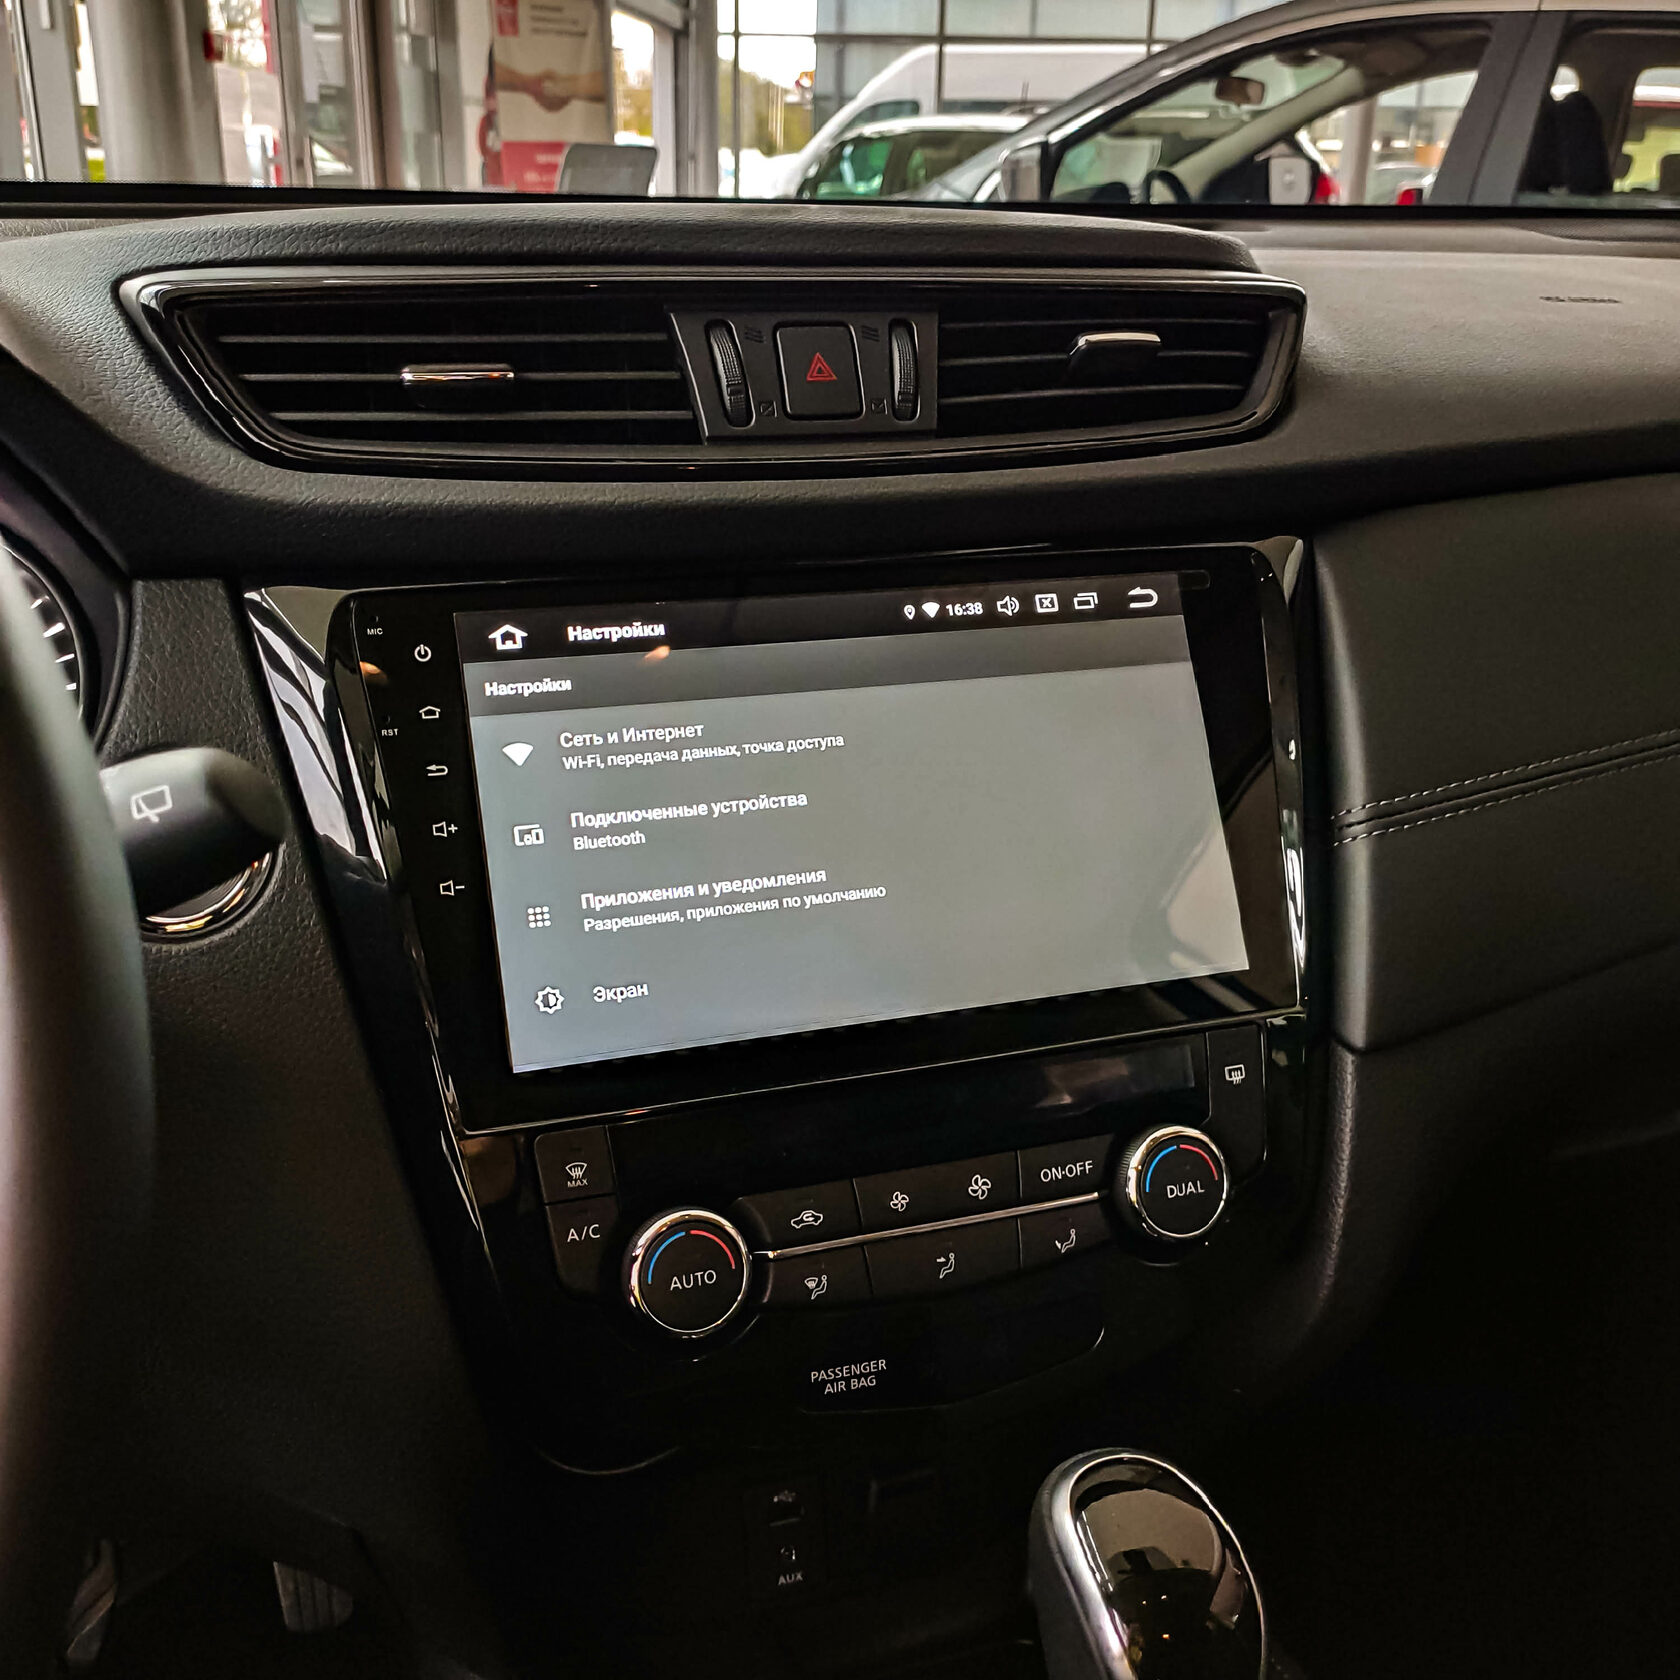 MIC
RST
Настройки
16:38
Настройки
Сеть и Интернет
Wi-Fi, передача данных, точка доступа
Подключенные устройства
Bluetooth
Приложения и уведомления
Разрешения, приложения по умолчанию
Экран
MAX
A/C
AUTO
ON·OFF
DUAL
PASSENGER
AIR BAG
AUX